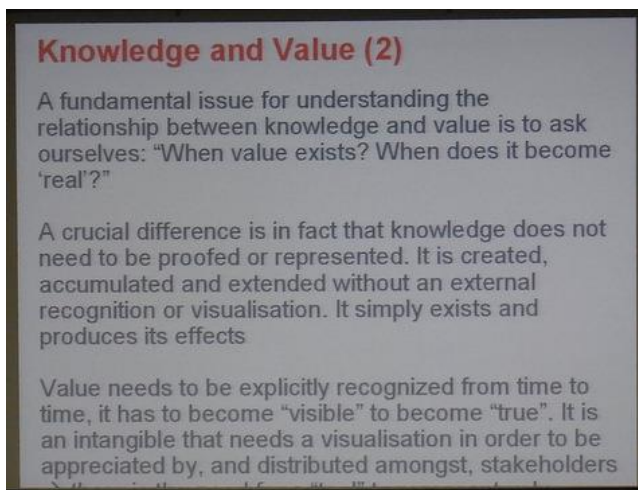 Knowledge and Value (2)
A fundamental issue for understanding the
relationship between knowledge and value is to ask
ourselves: “When value exists? When does it become
‘real’?”
A crucial difference is in fact that knowledge does not
need to be proofed or represented. It is created,
accumulated and extended without an external
recognition or visualisation. It simply exists and
produces its effects
Value needs to be explicitly recognized from time to
time, it has to become “visible” to become “true”. It is
an intangible that needs a visualisation in order to be
appreciated by, and distributed amongst, stakeholders